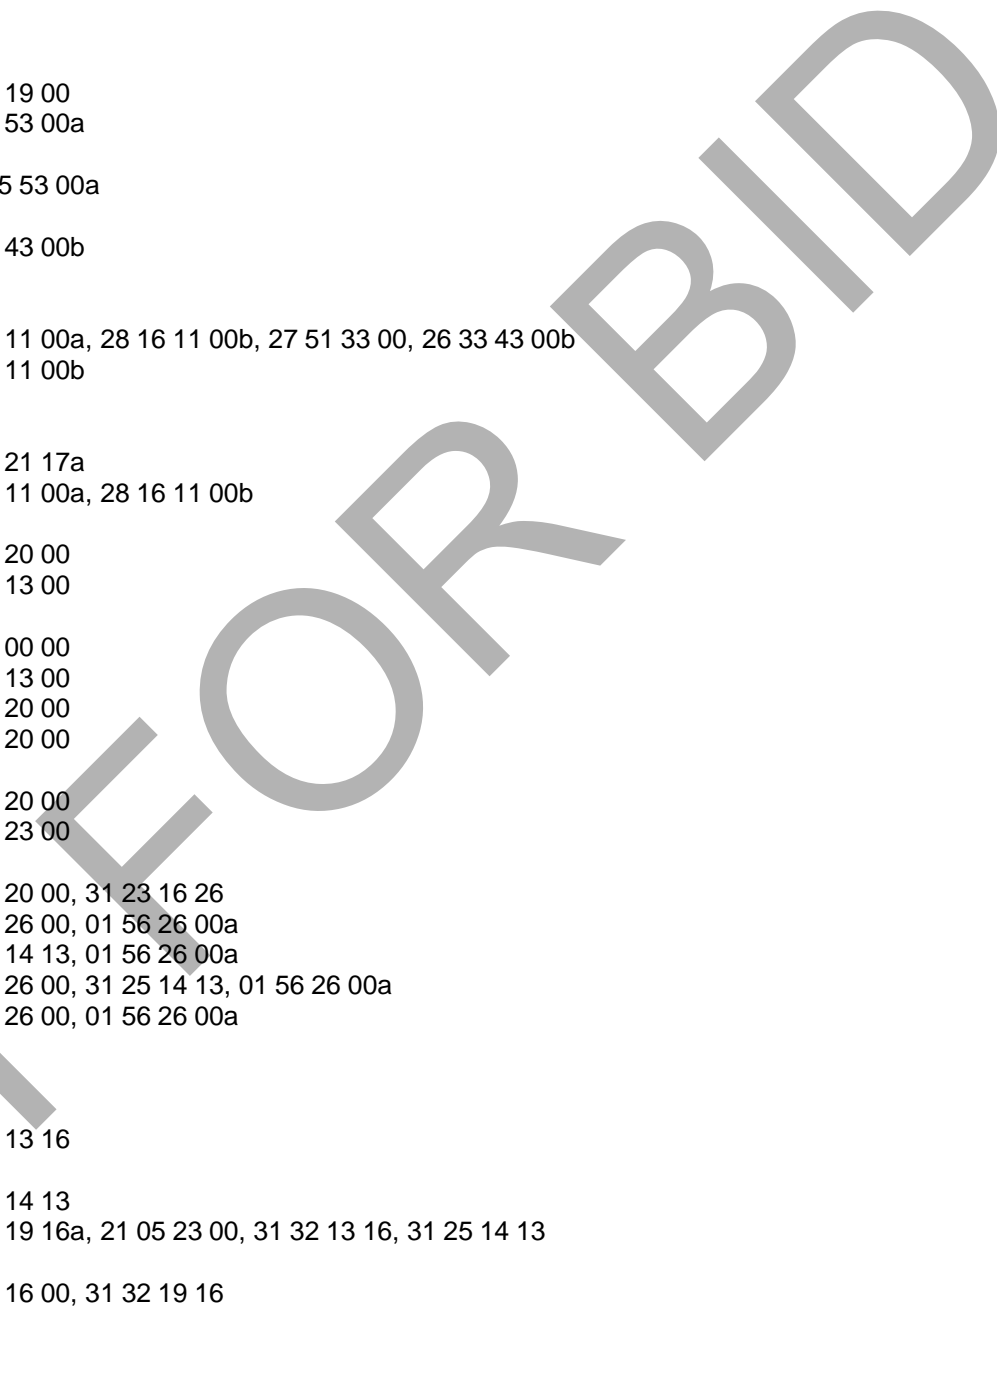 19 00
53 00a
5 53 00a
43 00b
11 00a, 28 16 11 00b, 27 51 33 00, 26 33 43 00b
11 00b
21 17a
11 00a, 28 16 11 00b
20 00
13 00
00 00
13 00
20 00
20 00
20 00
23 00
20 00, 31 23 16 26
26 00, 01 56 26 00a
14 13, 01 56 26 00a
26 00, 31 25 14 13, 01 56 26 00a
26 00, 01 56 26 00a
13 16
14 13
19 16a, 21 05 23 00, 31 32 13 16, 31 25 14 13
16 00, 31 32 19 16
FOR BID